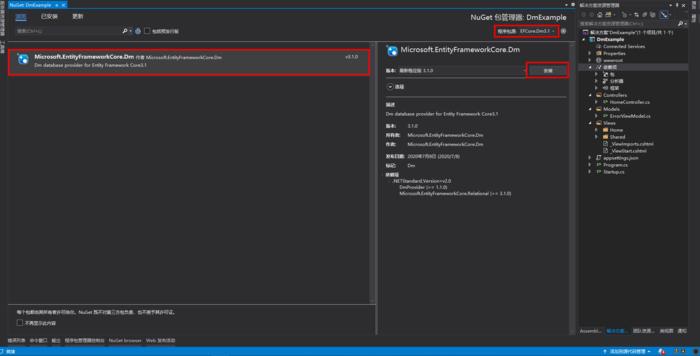 NuGet: DmExample
浏览 已安装 更新
NuGet 包管理器: DmExample
搜索(Ctrl+L)
包括预发行版
程序包源: EFCore.Dm3.1
Microsoft.EntityFrameworkCore.Dm 作者 Microsoft.EntityFrameworkCore.Dm
v3.1.0
Dm database provider for Entity Framework Core3.1
每个包都由其所有者许可给你。NuGet 既不对第三方包负责，也不授予其许可证。
不再显示此内容
Microsoft.EntityFrameworkCore.Dm
版本: 最新稳定版 3.1.0
安装
选项
描述
Dm database provider for Entity Framework Core3.1
版本: 3.1.0
所有者: Microsoft.EntityFrameworkCore.Dm
作者: Microsoft.EntityFrameworkCore.Dm
发布日期: 2020年7月8日 (2020/7/8)
标记: Dm
依赖项
.NETStandard,Version=v2.0
DmProvider (>= 1.1.0)
Microsoft.EntityFrameworkCore.Relational (>= 3.1.0)
解决方案资源管理器
搜索解决方案资源管理器(Ctrl+;)
解决方案"DmExample"(1 个项目/共 1 个)
DmExample
Connected Services
Properties
wwwroot
依赖项
包
分析器
框架
Controllers
HomeController.cs
Models
ErrorViewModel.cs
Views
Home
Shared
_ViewImports.cshtml
_ViewStart.cshtml
appsettings.json
Program.cs
Startup.cs
Assembl... 解决方案... 团队资源... 类视图 通知
错误列表 命令窗口 输出 程序包管理器控制台 NuGet browser Web 发布活动
就绪
添加到源代码管理